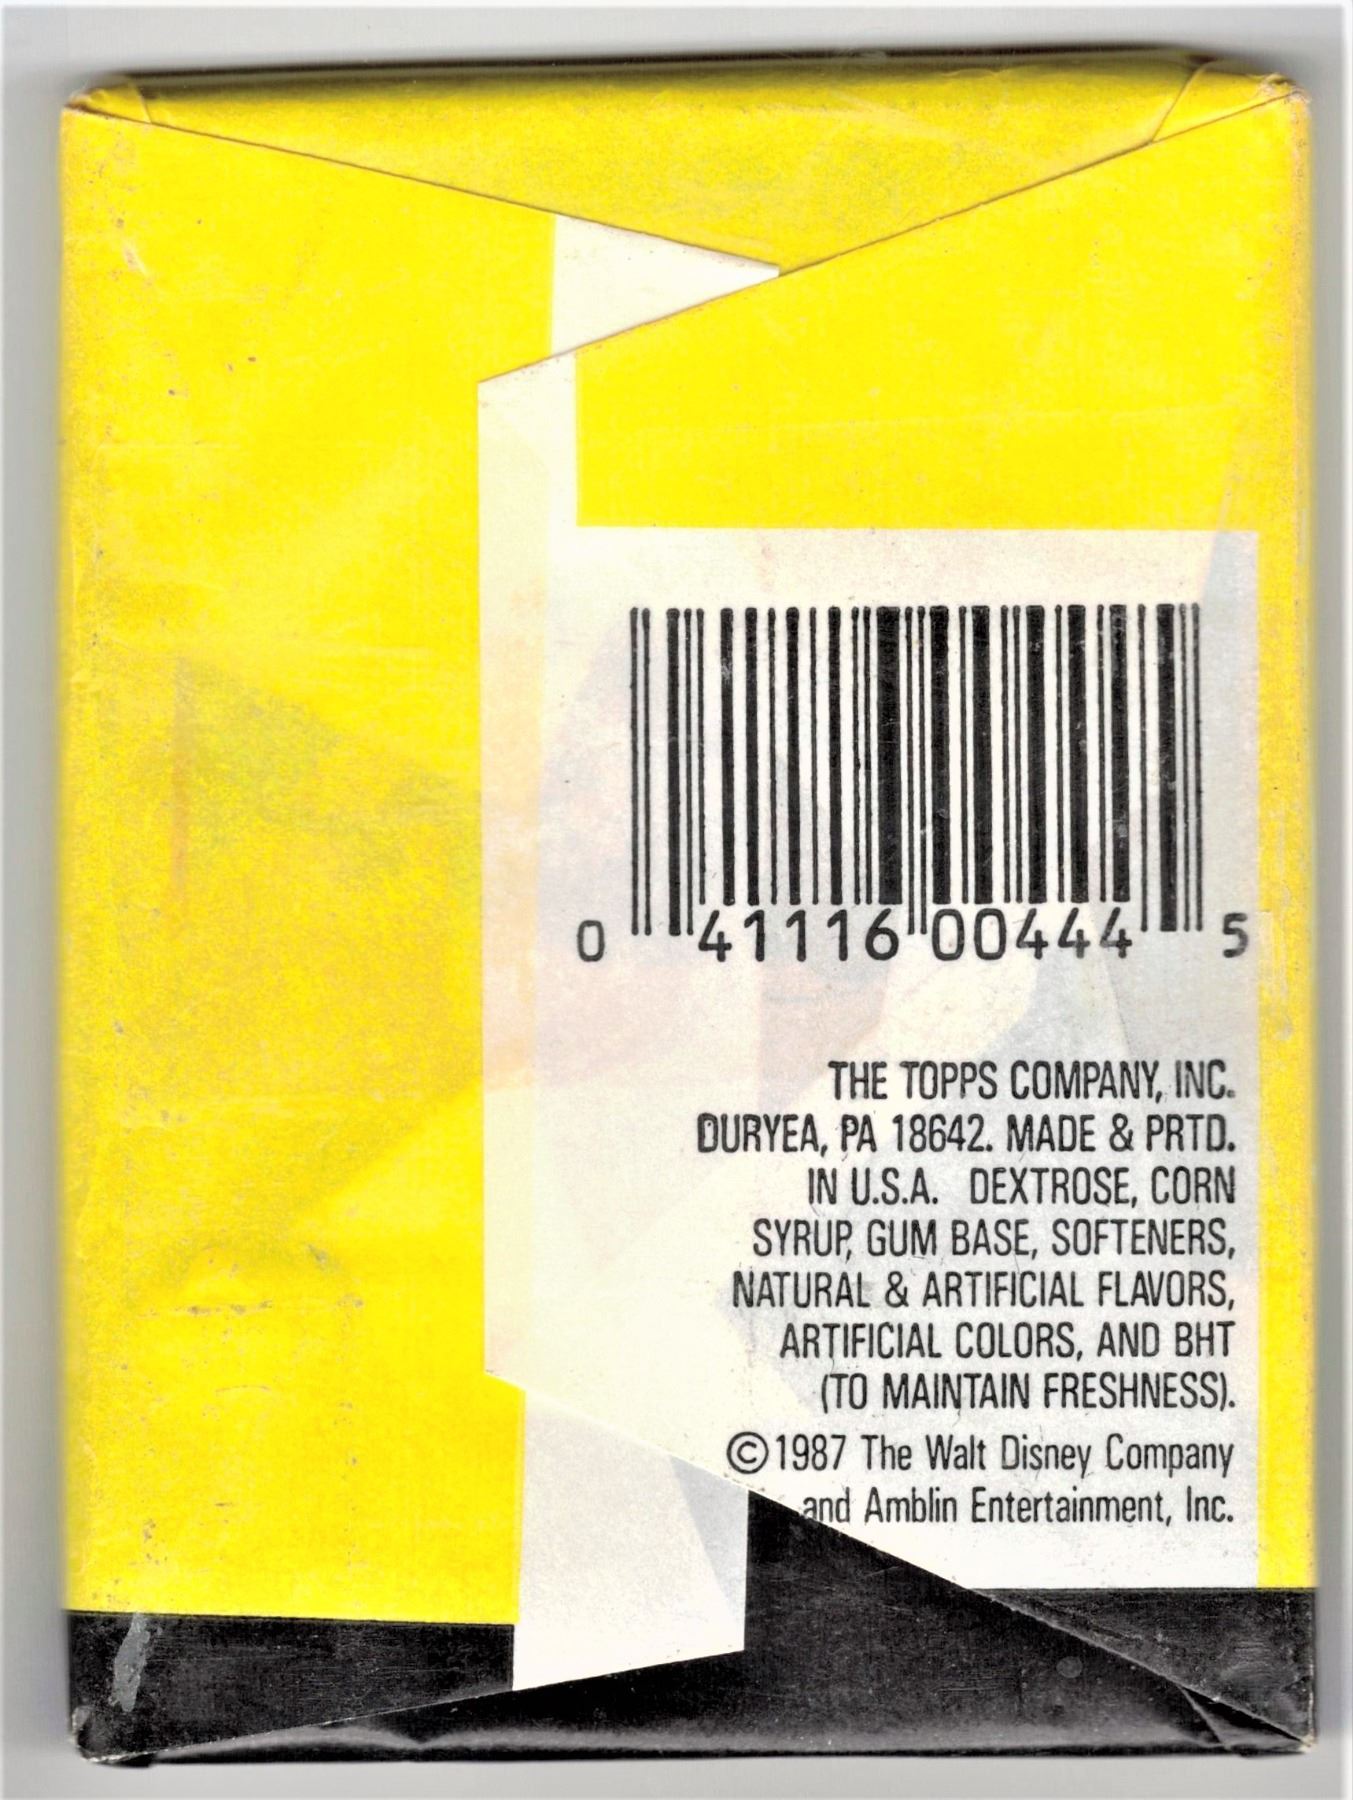 0 41116 00444 5
THE TOPPS COMPANY, INC.
DURYEA, PA 18642. MADE & PRTD.
IN U.S.A. DEXTROSE, CORN
SYRUP, GUM BASE, SOFTENERS,
NATURAL & ARTIFICIAL FLAVORS,
ARTIFICIAL COLORS, AND BHT
(TO MAINTAIN FRESHNESS).
©1987 The Walt Disney Company
and Amblin Entertainment, Inc.